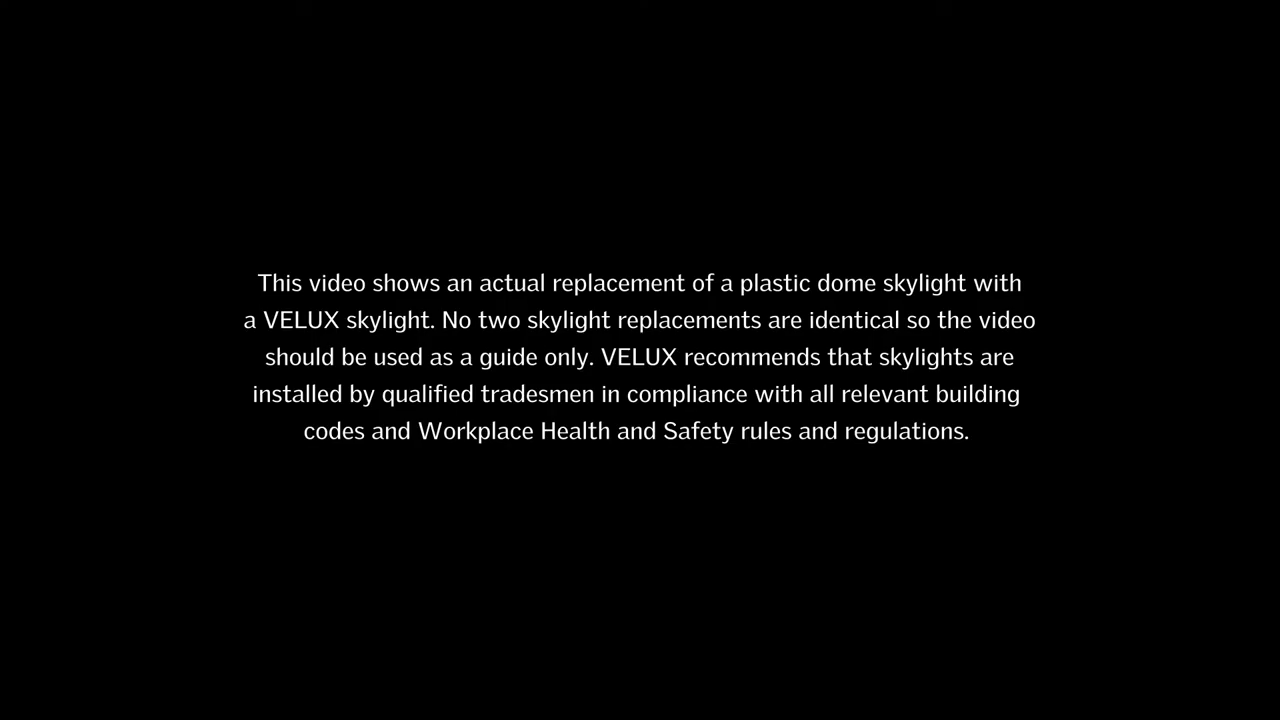 This video shows an actual replacement of a plastic dome skylight with
a VELUX skylight. No two skylight replacements are identical so the video
should be used as a guide only. VELUX recommends that skylights are
installed by qualified tradesmen in compliance with all relevant building
codes and Workplace Health and Safety rules and regulations.